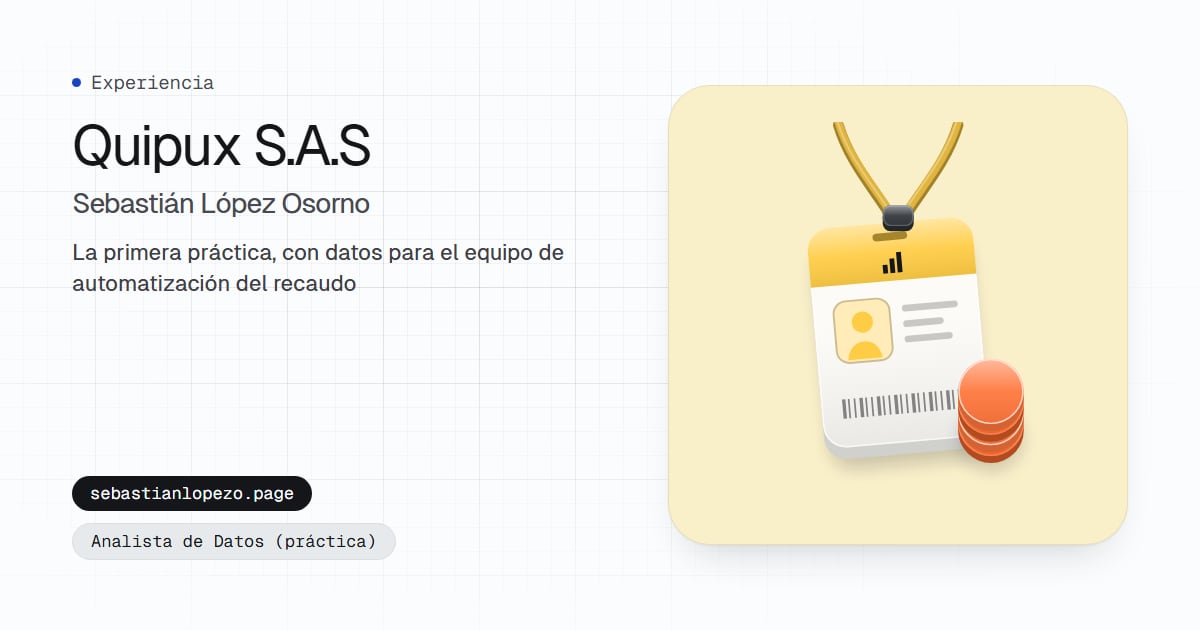 Experiencia
Quipux S.A.S
Sebastián López Osorno
La primera práctica, con datos para el equipo de
automatización del recaudo
sebastianlopezo.page
Analista de Datos (práctica)